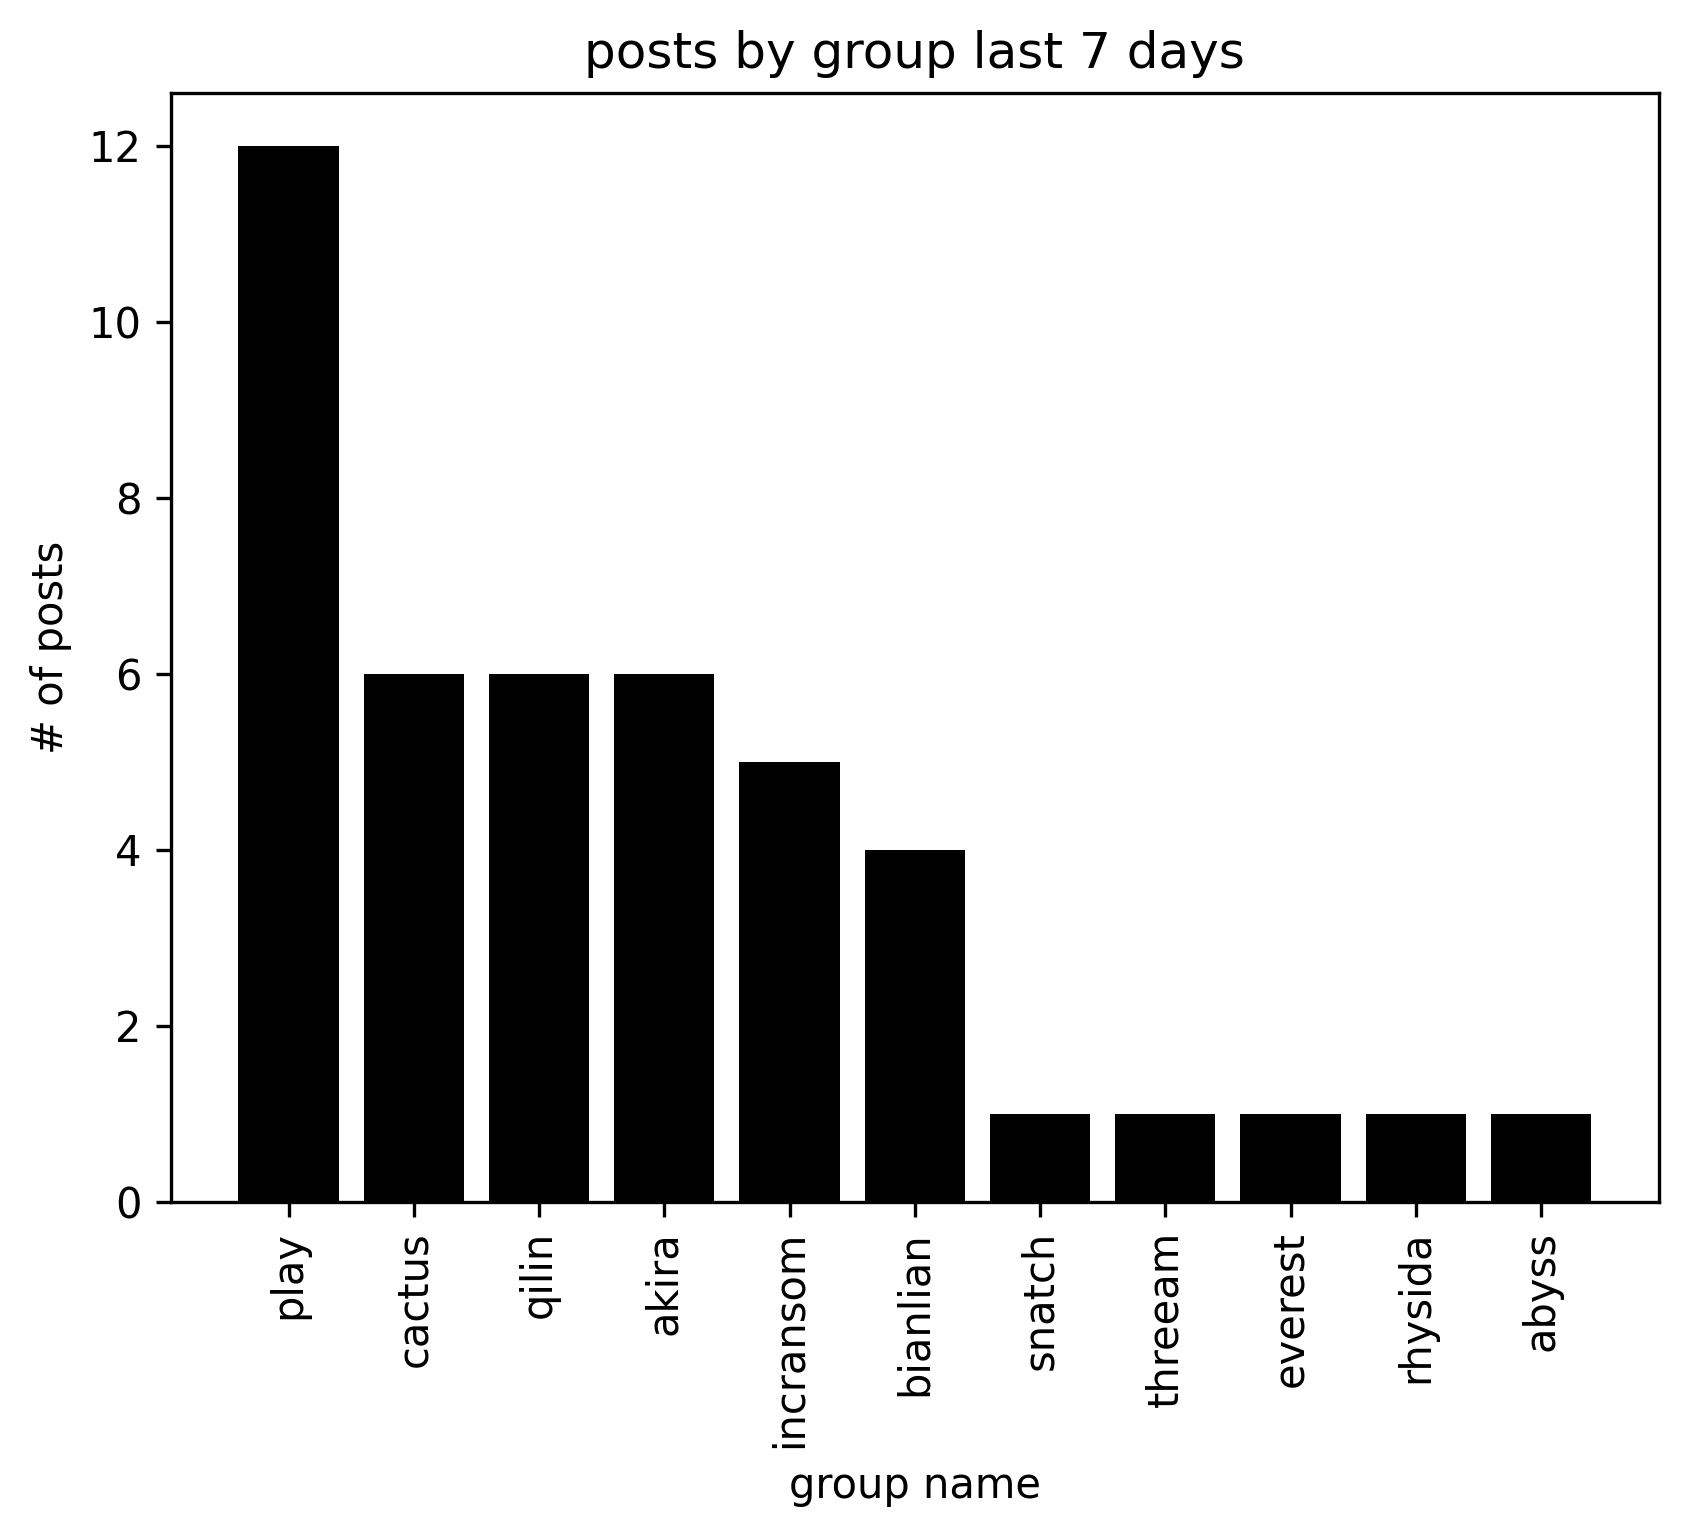 posts by group last 7 days
12
10
8
6
4
2
0
# of posts
play
cactus
qilin
akira
incransom
bianlian
snatch
threeam
everest
rhysida
abyss
group name